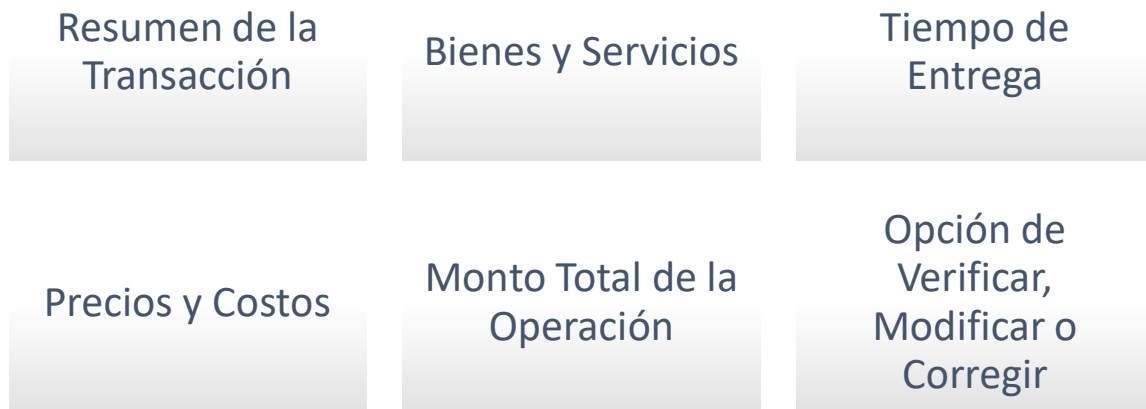 Resumen de la
Transacción
Bienes y Servicios
Tiempo de
Entrega
Precios y Costos
Monto Total de la
Operación
Opción de
Verificar,
Modificar o
Corregir